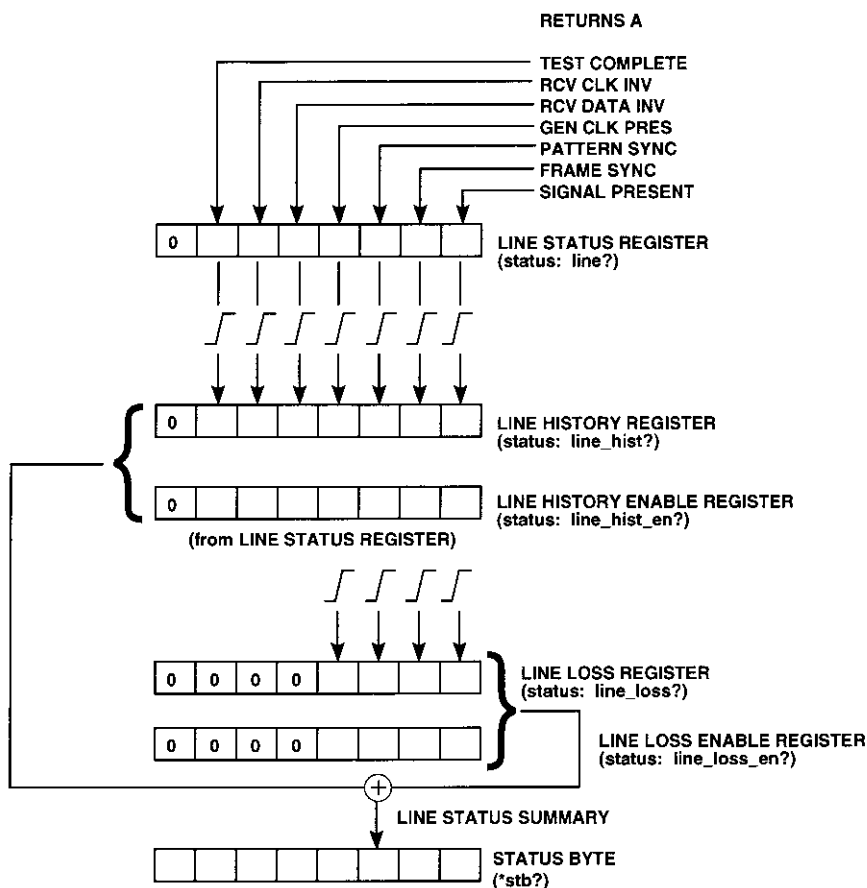 RETURNS A
TEST COMPLETE
RCV CLK INV
RCV DATA INV
GEN CLK PRES
PATTERN SYNC
FRAME SYNC
SIGNAL PRESENT
0
LINE STATUS REGISTER
(status: line?)
0
LINE HISTORY REGISTER
(status: line_hist?)
0
LINE HISTORY ENABLE REGISTER
(status: line_hist_en?)
(from LINE STATUS REGISTER)
0 0 0 0
LINE LOSS REGISTER
(status: line_loss?)
0 0 0 0
LINE LOSS ENABLE REGISTER
(status: line_loss_en?)
+
LINE STATUS SUMMARY
STATUS BYTE
(*stb?)